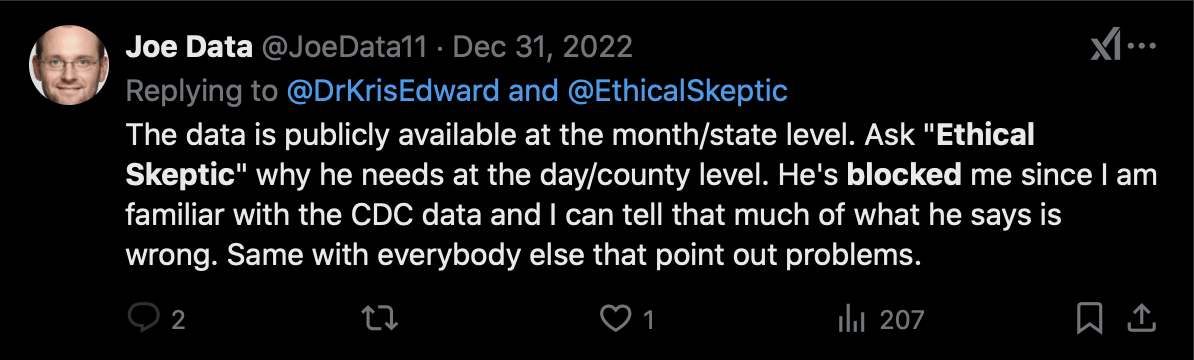 Joe Data @JoeData11 · Dec 31, 2022
Replying to @DrKrisEdward and @EthicalSkeptic
The data is publicly available at the month/state level. Ask "Ethical
Skeptic" why he needs at the day/county level. He's blocked me since I am
familiar with the CDC data and I can tell that much of what he says is
wrong. Same with everybody else that point out problems.
2 1 207